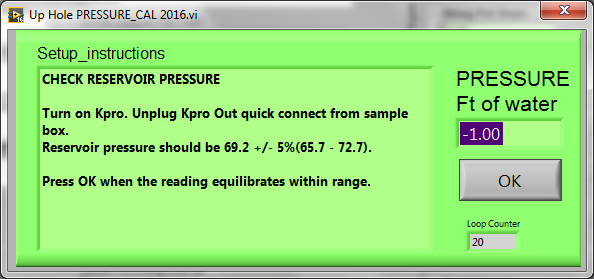 Up Hole PRESSURE_CAL 2016.vi
Setup_instructions
CHECK RESERVOIR PRESSURE
Turn on Kpro. Unplug Kpro Out quick connect from sample
box.
Reservoir pressure should be 69.2 +/- 5%(65.7 - 72.7).
Press OK when the reading equilibrates within range.
PRESSURE
Ft of water
-1.00
OK
Loop Counter
20